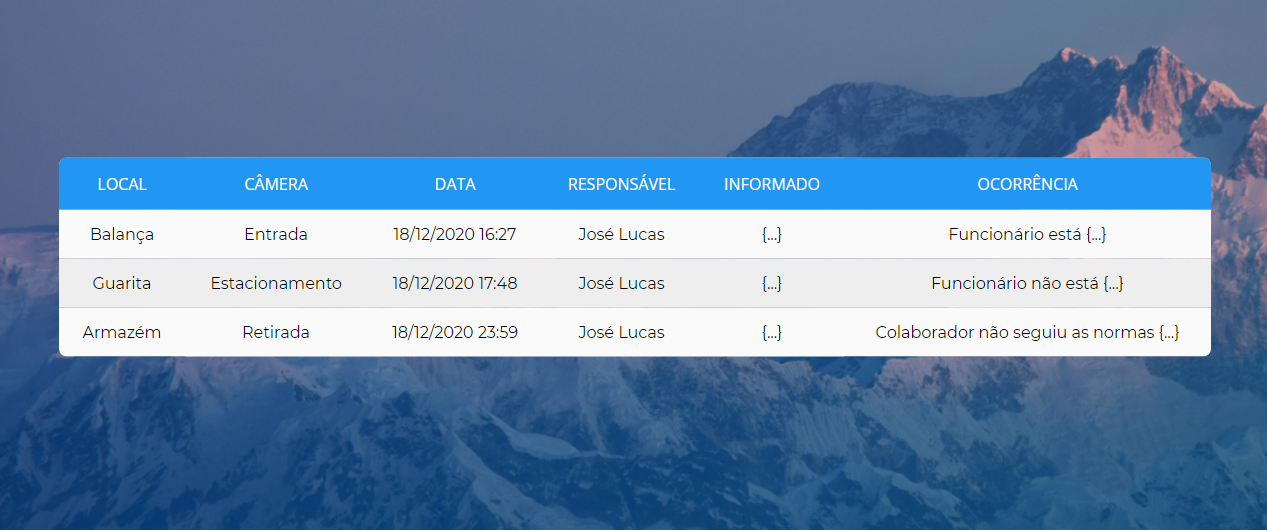 LOCAL CÂMERA DATA RESPONSÁVEL INFORMADO OCORRÊNCIA
Balança Entrada 18/12/2020 16:27 José Lucas {...} Funcionário está {...}
Guarita Estacionamento 18/12/2020 17:48 José Lucas {...} Funcionário não está {...}
Armazém Retirada 18/12/2020 23:59 José Lucas {...} Colaborador não seguiu as normas {...}